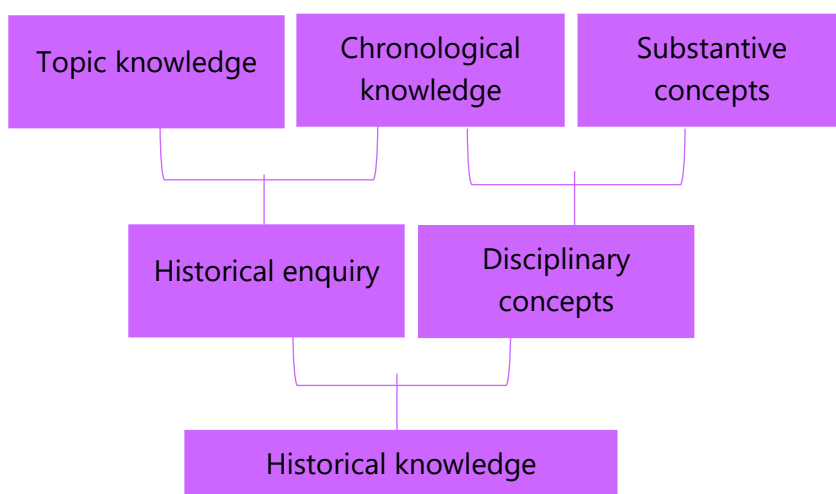 Topic knowledge
Chronological
knowledge
Substantive
concepts
Historical enquiry
Disciplinary
concepts
Historical knowledge